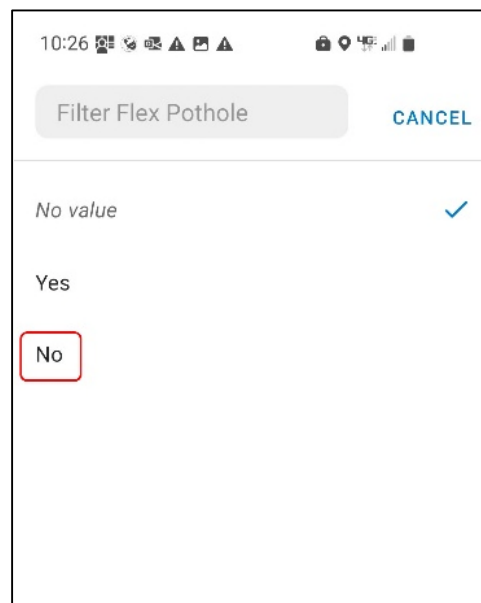 10:26
Filter Flex Pothole
CANCEL
No value
Yes
No